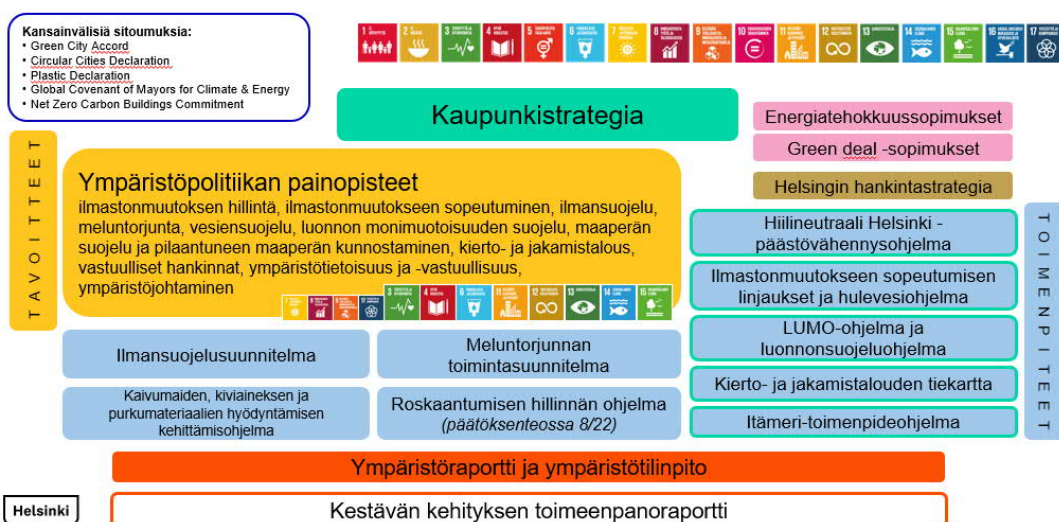 Kansainvälisiä sitoumuksia:
• Green City Accord
• Circular Cities Declaration
• Plastic Declaration
• Global Covenant of Mayors for Climate & Energy
• Net Zero Carbon Buildings Commitment
Kaupunkistrategia
Energiatehokkuussopimukset
Green deal -sopimukset
Helsingin hankintastrategia
TAVOITTEET
Ympäristöpolitiikan painopisteet
ilmastonmuutoksen hillintä, ilmastonmuutokseen sopeutuminen, ilmansuojelu,
meluntorjunta, vesiensuojelu, luonnon monimuotoisuuden suojelu, maaperän
suojelu ja pilaantuneen maaperän kunnostaminen, kierto- ja jakamistalous,
vastuulliset hankinnat, ympäristötietoisuus ja -vastuullisuus,
ympäristöjohtaminen
Hiilineutraali Helsinki -
päästövähennysohjelma
Ilmastonmuutokseen sopeutumisen
linjaukset ja hulevesiohjelma
LUMO-ohjelma ja
luonnonsuojeluohjelma
Kierto- ja jakamistalouden tiekartta
Itämeri-toimenpideohjelma
TOIMENPITEET
Ilmansuojelusuunnitelma
Meluntorjunnan
toimintasuunnitelma
Kaivumaiden, kiviaineksen ja
purkumateriaalien hyödyntämisen
kehittämisohjelma
Roskaantumisen hillinnän ohjelma
(päätöksenteossa 8/22)
Ympäristöraportti ja ympäristötilinpito
Kestävän kehityksen toimeenpanoraportti
Helsinki